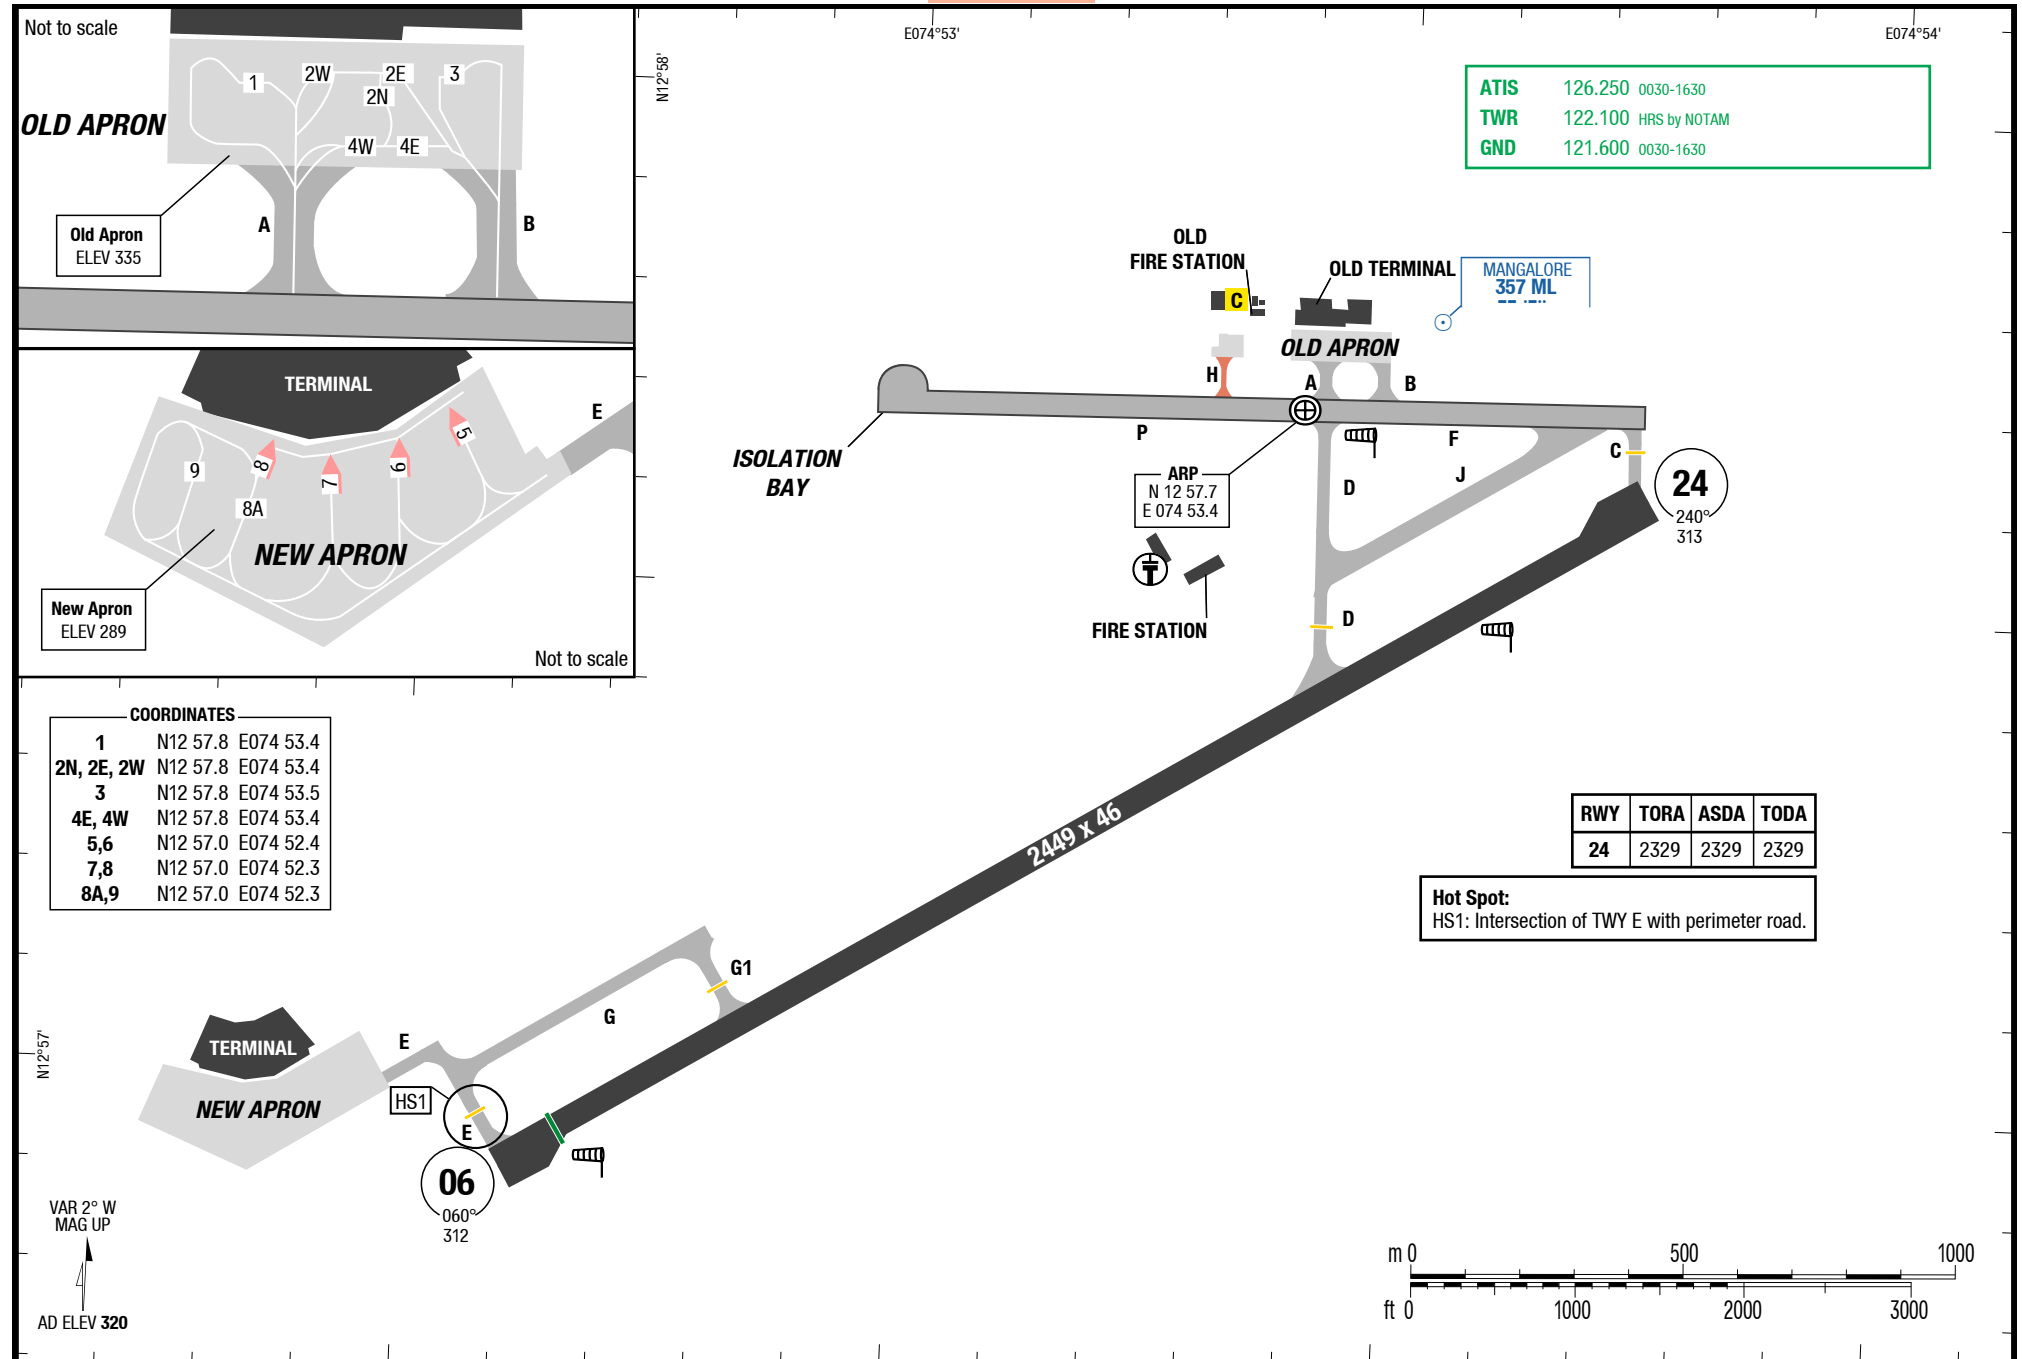 Not to scale
1
2W
2E
3
2N
OLD APRON
4W
4E
A
B
Old Apron
ELEV 335
TERMINAL
E
5
6
7
8
9
8A
NEW APRON
New Apron
ELEV 289
Not to scale
E074°53'
E074°54'
N12°58'
ATIS 126.250 0030-1630
TWR 122.100 HRS by NOTAM
GND 121.600 0030-1630
OLD
FIRE STATION
C
OLD TERMINAL
MANGALORE
357 ML
OLD APRON
H
A
B
P
F
C
ISOLATION
BAY
ARP
N 12 57.7
E 074 53.4
D
J
24
240°
313
T
FIRE STATION
D
COORDINATES
1 N12 57.8 E074 53.4
2N, 2E, 2W N12 57.8 E074 53.4
3 N12 57.8 E074 53.5
4E, 4W N12 57.8 E074 53.4
5,6 N12 57.0 E074 52.4
7,8 N12 57.0 E074 52.3
8A,9 N12 57.0 E074 52.3
2449 x 46
RWY TORA ASDA TODA
24 2329 2329 2329
Hot Spot:
HS1: Intersection of TWY E with perimeter road.
G1
G
N12°57'
TERMINAL
E
NEW APRON
HS1
E
06
060°
312
VAR 2° W
MAG UP
AD ELEV 320
m 0 500 1000
ft 0 1000 2000 3000